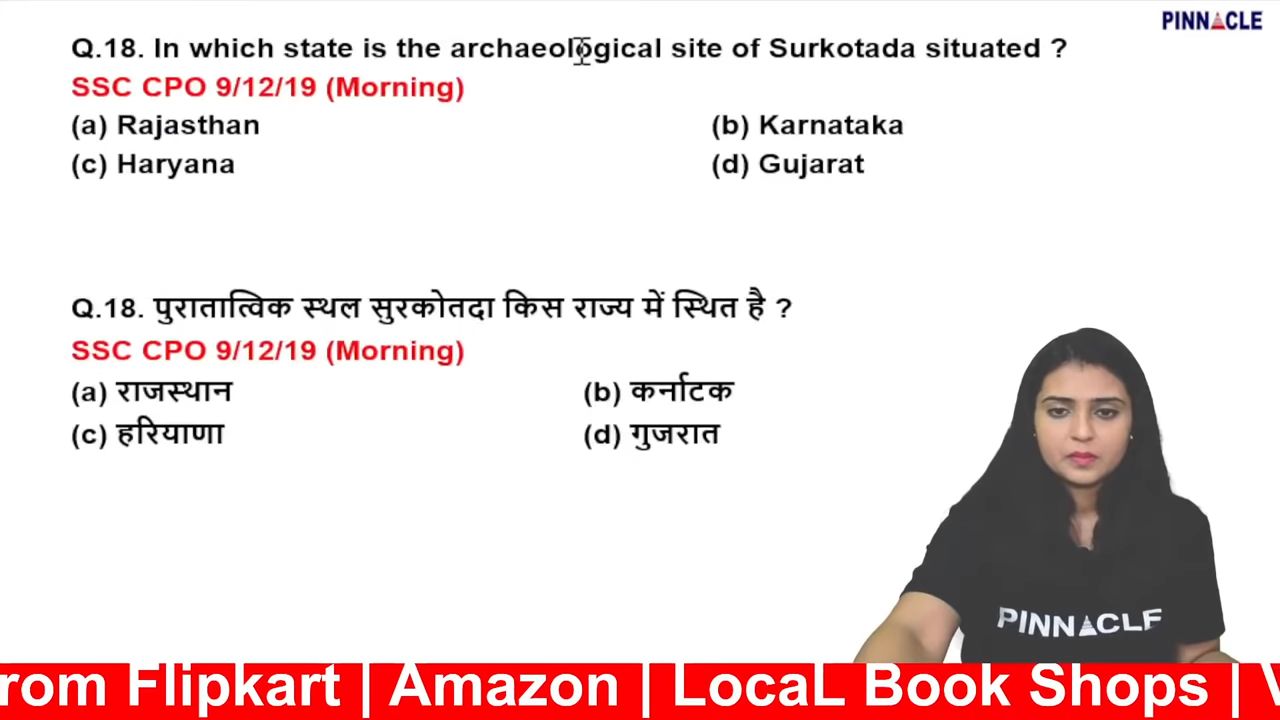 PINNACLE
Q.18. In which state is the archaeological site of Surkotada situated ?
SSC CPO 9/12/19 (Morning)
(a) Rajasthan (b) Karnataka
(c) Haryana (d) Gujarat
Q.18. पुरातात्विक स्थल सुरकोतदा किस राज्य में स्थित है ?
SSC CPO 9/12/19 (Morning)
(a) राजस्थान (b) कर्नाटक
(c) हरियाणा (d) गुजरात
PINNACLE
rom Flipkart | Amazon | LocaL Book Shops | V